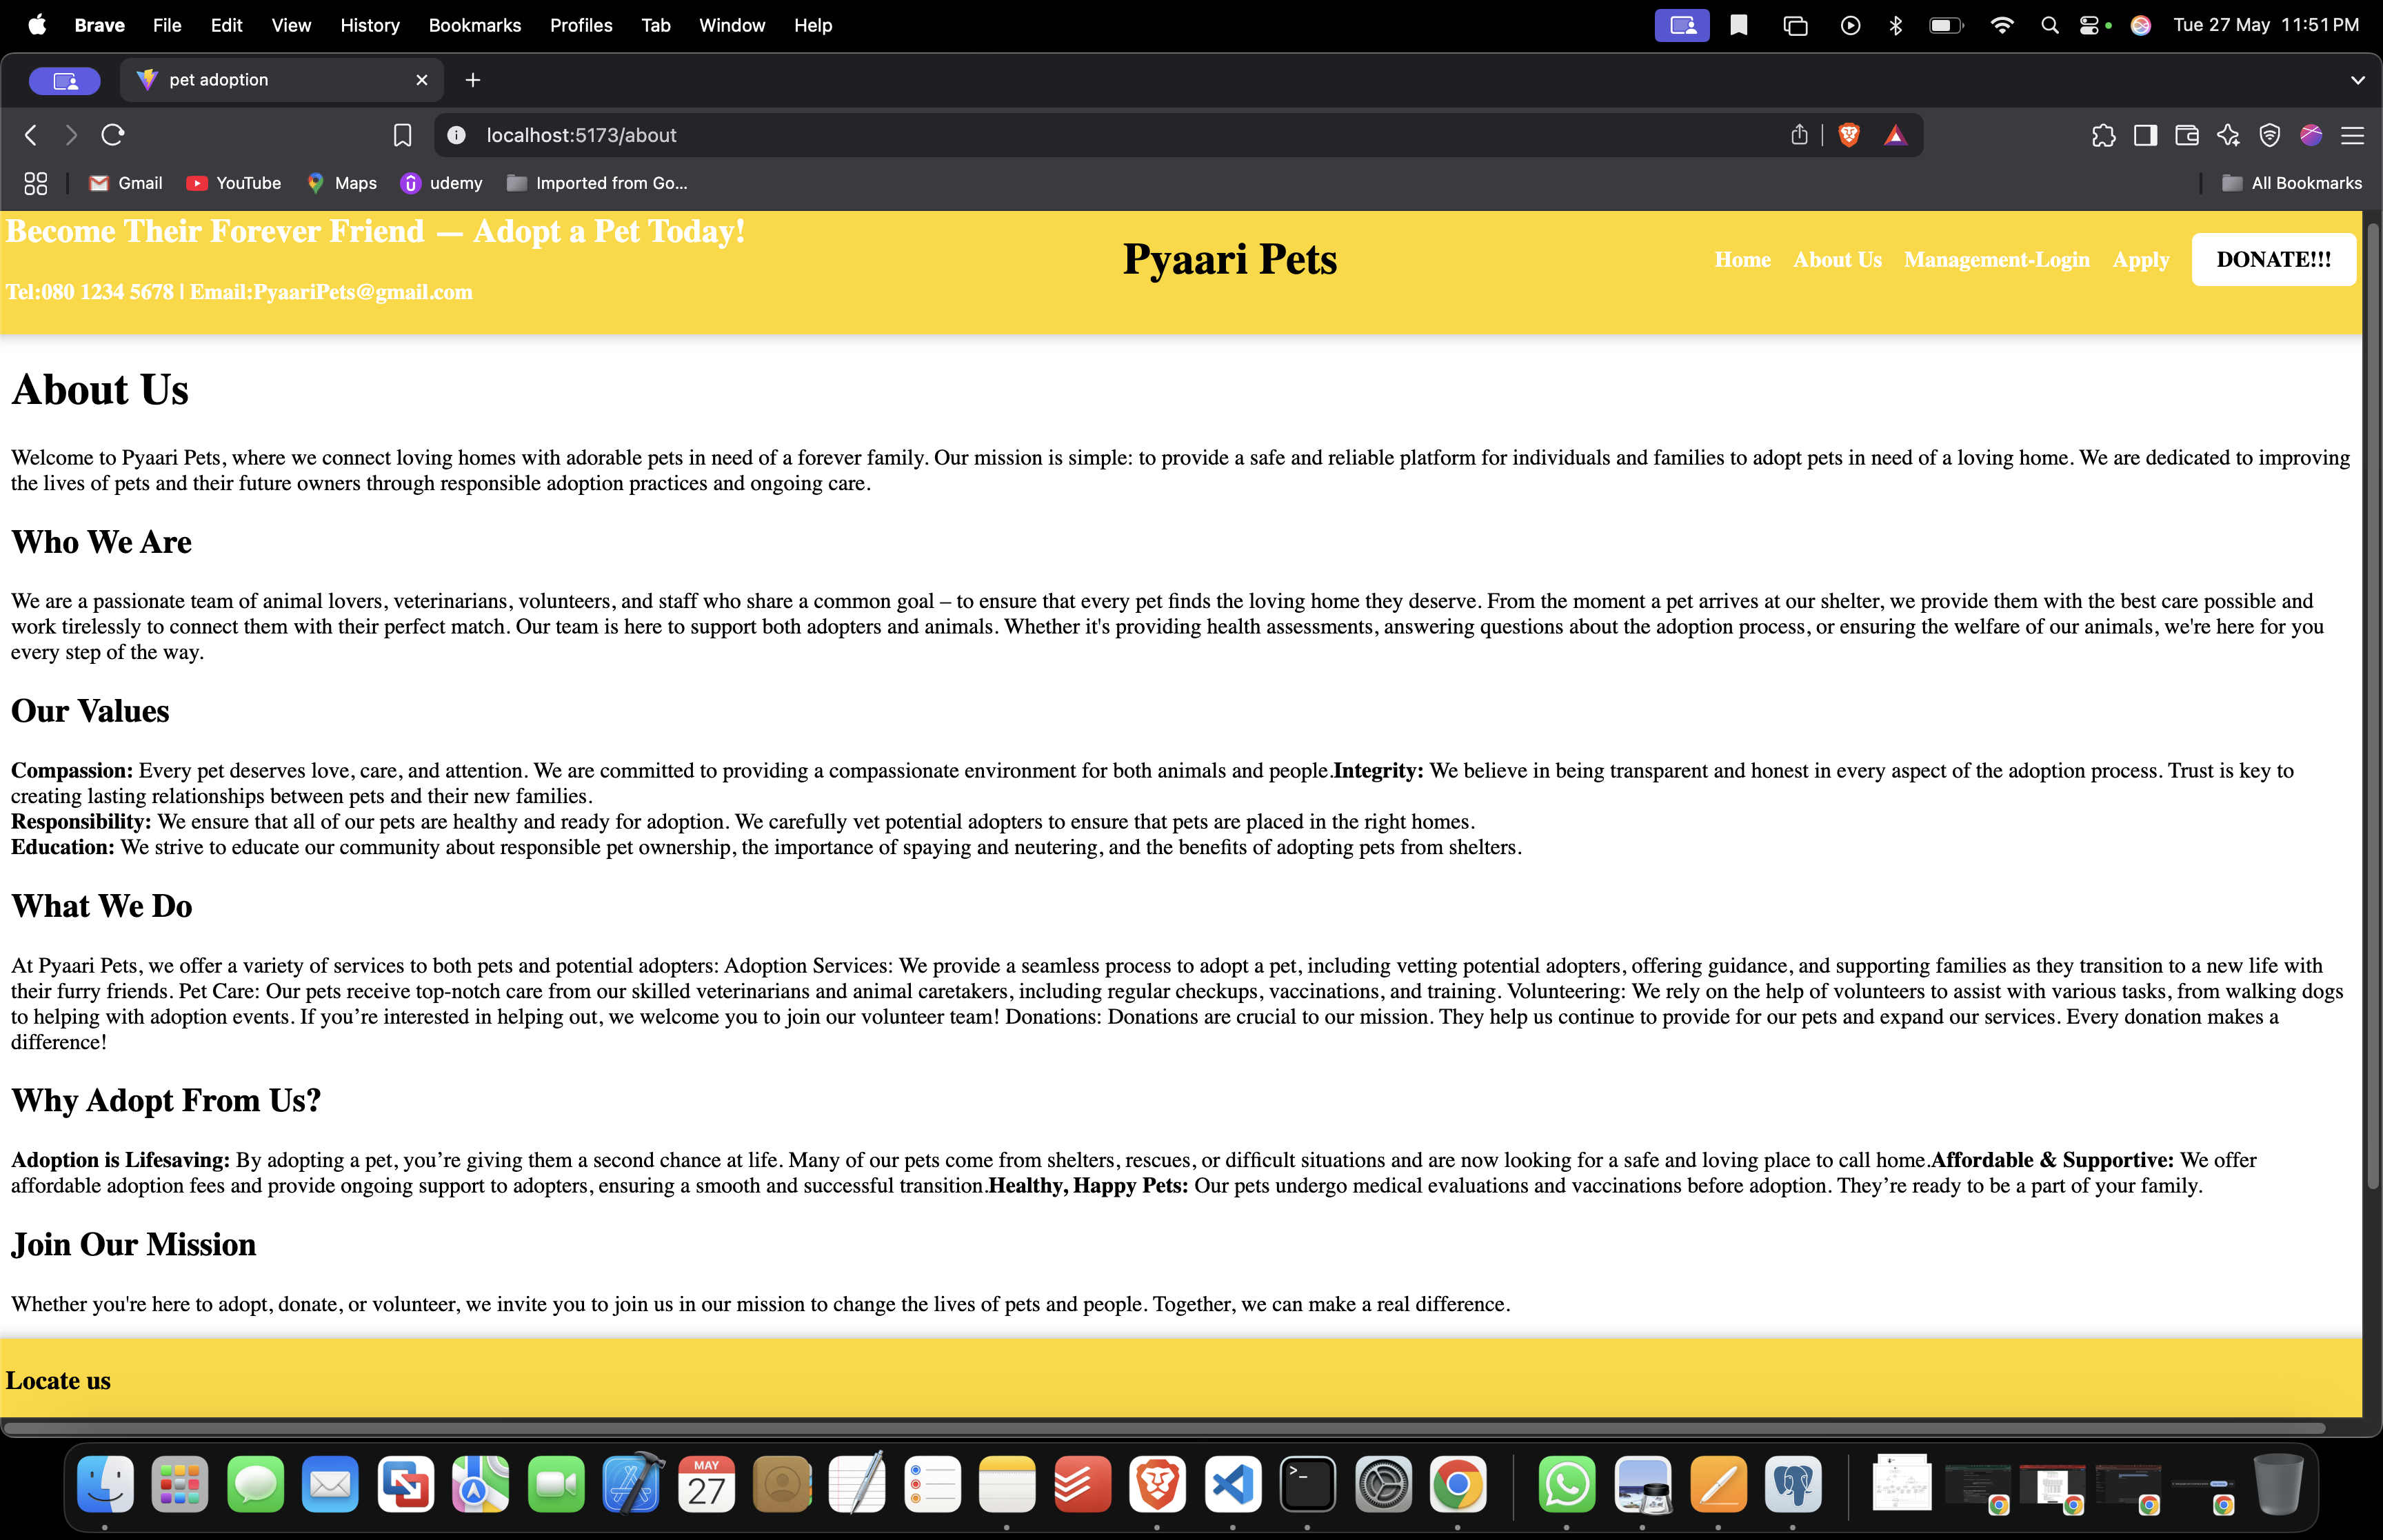 Brave File Edit View History Bookmarks Profiles Tab Window Help
Tue 27 May 11:51 PM
pet adoption
localhost:5173/about
Gmail YouTube Maps udemy Imported from Go... All Bookmarks
Become Their Forever Friend — Adopt a Pet Today!
Tel:080 1234 5678 | Email:PyaariPets@gmail.com
Pyaari Pets
Home About Us Management-Login Apply DONATE!!!
About Us
Welcome to Pyaari Pets, where we connect loving homes with adorable pets in need of a forever family. Our mission is simple: to provide a safe and reliable platform for individuals and families to adopt pets in need of a loving home. We are dedicated to improving
the lives of pets and their future owners through responsible adoption practices and ongoing care.
Who We Are
We are a passionate team of animal lovers, veterinarians, volunteers, and staff who share a common goal – to ensure that every pet finds the loving home they deserve. From the moment a pet arrives at our shelter, we provide them with the best care possible and
work tirelessly to connect them with their perfect match. Our team is here to support both adopters and animals. Whether it's providing health assessments, answering questions about the adoption process, or ensuring the welfare of our animals, we're here for you
every step of the way.
Our Values
Compassion: Every pet deserves love, care, and attention. We are committed to providing a compassionate environment for both animals and people.Integrity: We believe in being transparent and honest in every aspect of the adoption process. Trust is key to
creating lasting relationships between pets and their new families.
Responsibility: We ensure that all of our pets are healthy and ready for adoption. We carefully vet potential adopters to ensure that pets are placed in the right homes.
Education: We strive to educate our community about responsible pet ownership, the importance of spaying and neutering, and the benefits of adopting pets from shelters.
What We Do
At Pyaari Pets, we offer a variety of services to both pets and potential adopters: Adoption Services: We provide a seamless process to adopt a pet, including vetting potential adopters, offering guidance, and supporting families as they transition to a new life with
their furry friends. Pet Care: Our pets receive top-notch care from our skilled veterinarians and animal caretakers, including regular checkups, vaccinations, and training. Volunteering: We rely on the help of volunteers to assist with various tasks, from walking dogs
to helping with adoption events. If you’re interested in helping out, we welcome you to join our volunteer team! Donations: Donations are crucial to our mission. They help us continue to provide for our pets and expand our services. Every donation makes a
difference!
Why Adopt From Us?
Adoption is Lifesaving: By adopting a pet, you’re giving them a second chance at life. Many of our pets come from shelters, rescues, or difficult situations and are now looking for a safe and loving place to call home.Affordable & Supportive: We offer
affordable adoption fees and provide ongoing support to adopters, ensuring a smooth and successful transition.Healthy, Happy Pets: Our pets undergo medical evaluations and vaccinations before adoption. They’re ready to be a part of your family.
Join Our Mission
Whether you're here to adopt, donate, or volunteer, we invite you to join us in our mission to change the lives of pets and people. Together, we can make a real difference.
Locate us
MAY
27